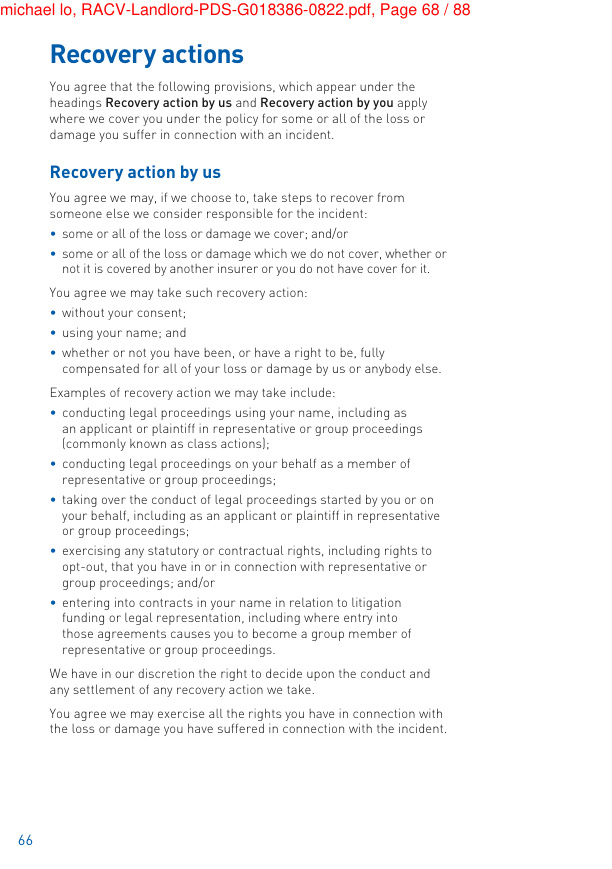 michael lo, RACV-Landlord-PDS-G018386-0822.pdf, Page 68 / 88
Recovery actions
You agree that the following provisions, which appear under the
headings Recovery action by us and Recovery action by you apply
where we cover you under the policy for some or all of the loss or
damage you suffer in connection with an incident.
Recovery action by us
You agree we may, if we choose to, take steps to recover from
someone else we consider responsible for the incident:
• some or all of the loss or damage we cover; and/or
• some or all of the loss or damage which we do not cover, whether or
not it is covered by another insurer or you do not have cover for it.
You agree we may take such recovery action:
• without your consent;
• using your name; and
• whether or not you have been, or have a right to be, fully
compensated for all of your loss or damage by us or anybody else.
Examples of recovery action we may take include:
• conducting legal proceedings using your name, including as
an applicant or plaintiff in representative or group proceedings
(commonly known as class actions);
• conducting legal proceedings on your behalf as a member of
representative or group proceedings;
• taking over the conduct of legal proceedings started by you or on
your behalf, including as an applicant or plaintiff in representative
or group proceedings;
• exercising any statutory or contractual rights, including rights to
opt-out, that you have in or in connection with representative or
group proceedings; and/or
• entering into contracts in your name in relation to litigation
funding or legal representation, including where entry into
those agreements causes you to become a group member of
representative or group proceedings.
We have in our discretion the right to decide upon the conduct and
any settlement of any recovery action we take.
You agree we may exercise all the rights you have in connection with
the loss or damage you have suffered in connection with the incident.
66